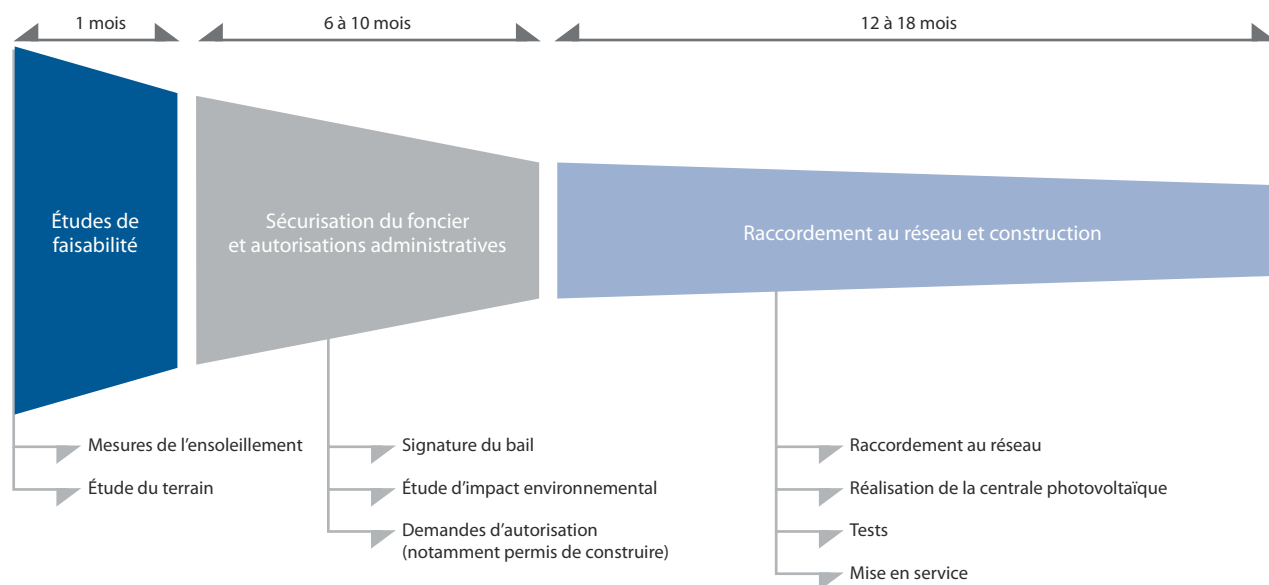 1 mois
6 à 10 mois
12 à 18 mois
Études de
faisabilité
Sécurisation du foncier
et autorisations administratives
Raccordement au réseau et construction
Mesures de l’ensoleillement
Étude du terrain
Signature du bail
Étude d’impact environnemental
Demandes d’autorisation
(notamment permis de construire)
Raccordement au réseau
Réalisation de la centrale photovoltaïque
Tests
Mise en service